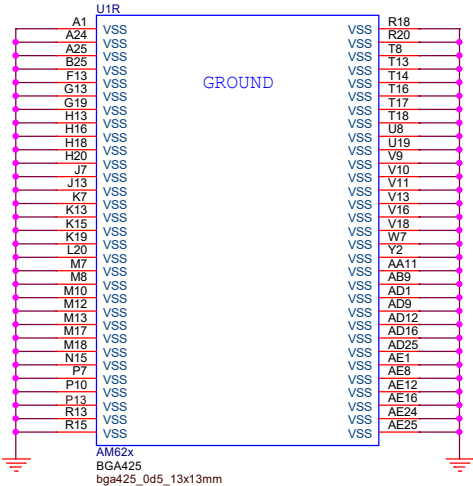 U1R
A1 VSS VSS R18
A24 VSS VSS R20
A25 VSS VSS T8
B25 VSS VSS T13
F13 VSS VSS T14
G13 VSS VSS T16
G19 VSS VSS T17
H13 VSS VSS T18
H16 VSS VSS U8
H18 VSS VSS U19
H20 VSS VSS V9
J7 VSS VSS V10
J13 VSS VSS V11
K7 VSS VSS V13
K13 VSS VSS V16
K15 VSS VSS V18
K19 VSS VSS W7
L20 VSS VSS Y2
M7 VSS VSS AA11
M8 VSS VSS AB9
M10 VSS VSS AD1
M12 VSS VSS AD9
M13 VSS VSS AD12
M17 VSS VSS AD16
M18 VSS VSS AD25
N15 VSS VSS AE1
P7 VSS VSS AE8
P10 VSS VSS AE12
P13 VSS VSS AE16
R13 VSS VSS AE24
R15 VSS VSS AE25
GROUND
AM62x
BGA425
bga425_0d5_13x13mm